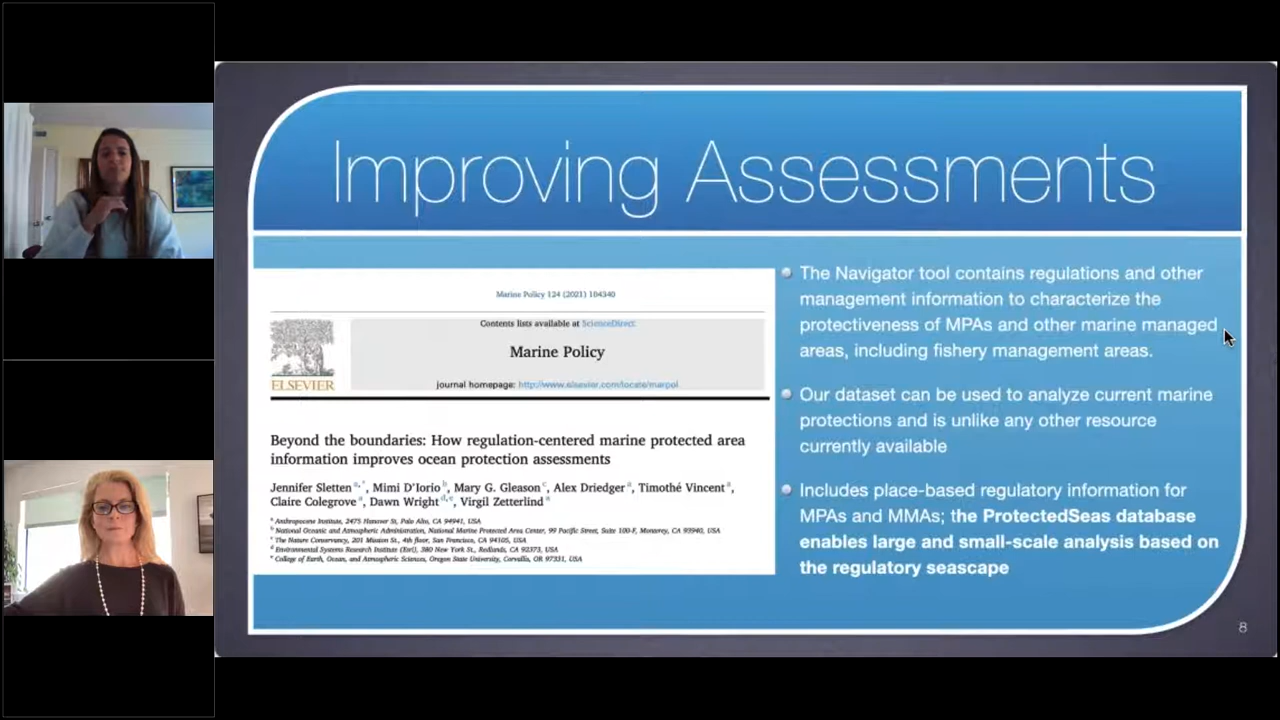 Improving Assessments
Marine Policy 124 (2021) 104340
Contents lists available at ScienceDirect
Marine Policy
journal homepage: http://www.elsevier.com/locate/marpol
ELSEVIER
Beyond the boundaries: How regulation-centered marine protected area
information improves ocean protection assessments
Jennifer Sletten a,*, Mimi D'Iorio b, Mary G. Gleason c, Alex Driedger a, Timothé Vincent a,
Claire Colegrove a, Dawn Wright d,e, Virgil Zetterlind a
a Anthropocene Institute, 2475 Hanover St, Palo Alto, CA 94941, USA
b National Oceanic and Atmospheric Administration, National Marine Protected Area Center, 99 Pacific Street, Suite 100-F, Monterey, CA 93940, USA
c The Nature Conservancy, 201 Mission St., 4th floor, San Francisco, CA 94105, USA
d Environmental Systems Research Institute (Esri), 380 New York St., Redlands, CA 92373, USA
e College of Earth, Ocean, and Atmospheric Sciences, Oregon State University, Corvallis, OR 97331, USA
The Navigator tool contains regulations and other
management information to characterize the
protectiveness of MPAs and other marine managed
areas, including fishery management areas.
Our dataset can be used to analyze current marine
protections and is unlike any other resource
currently available
Includes place-based regulatory information for
MPAs and MMAs; the ProtectedSeas database
enables large and small-scale analysis based on
the regulatory seascape
8